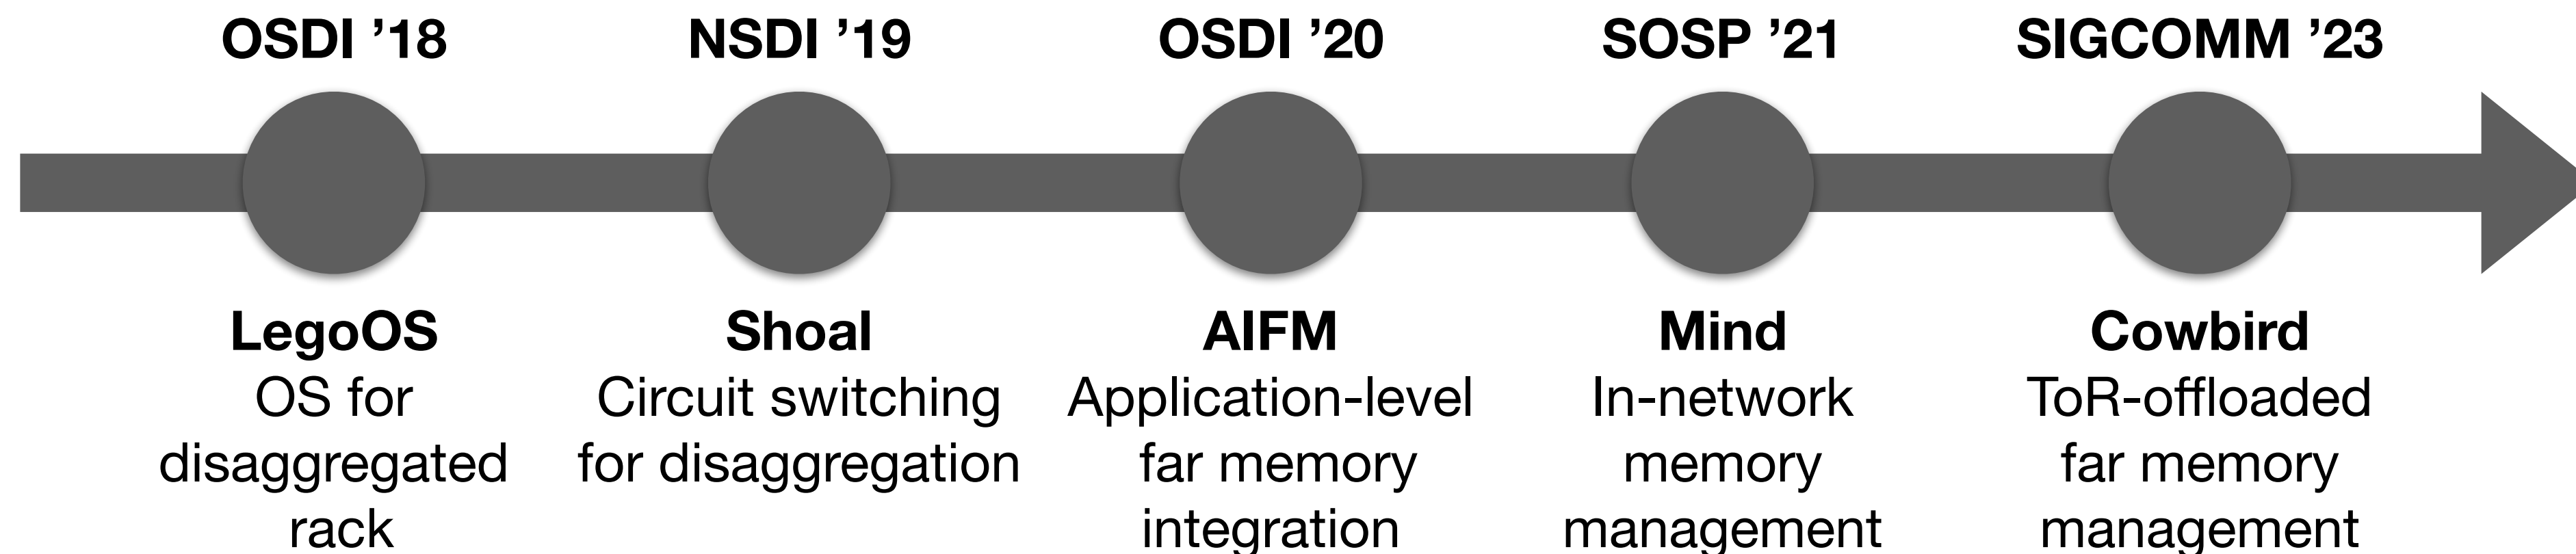 OSDI ’18
NSDI ’19
OSDI ’20
SOSP ’21
SIGCOMM ’23
LegoOS
OS for
disaggregated
rack
Shoal
Circuit switching
for disaggregation
AIFM
Application-level
far memory
integration
Mind
In-network
memory
management
Cowbird
ToR-offloaded
far memory
management